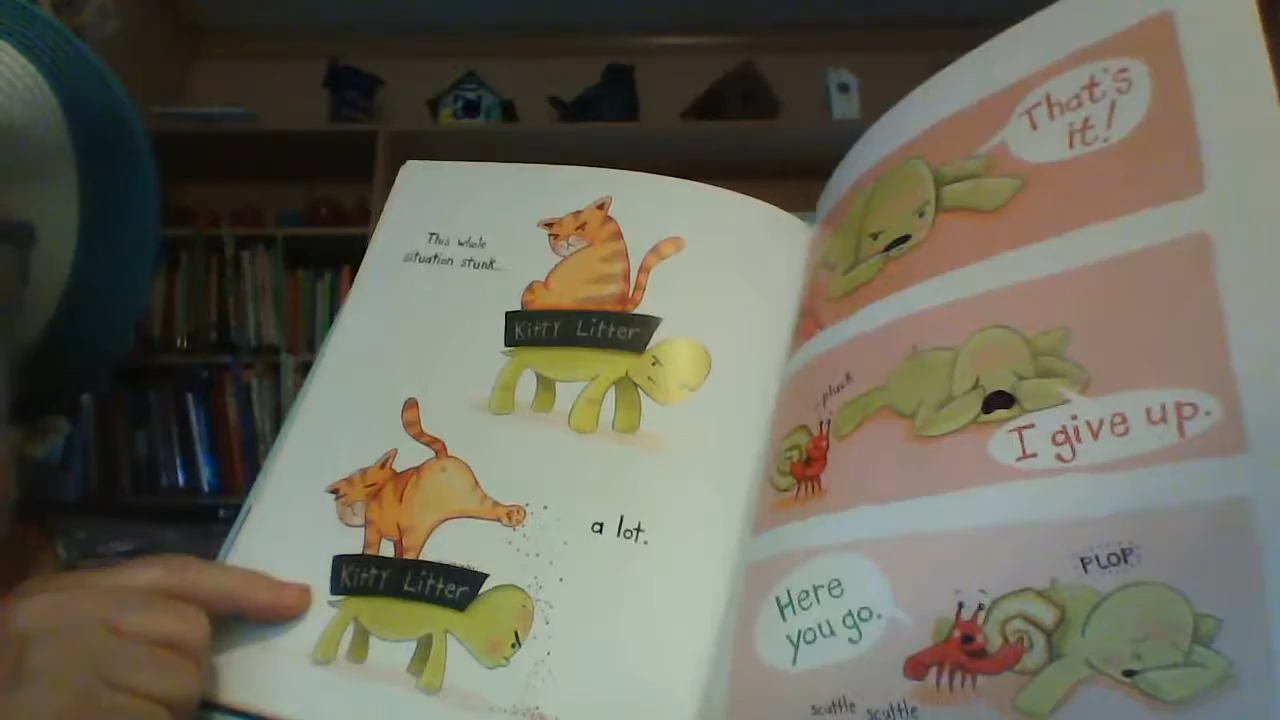 This whole
situation stunk...
Kitty Litter
a lot.
Kitty Litter
That's
it!
pluck
I give up.
PLOP
Here
you go.
scuttle scuttle